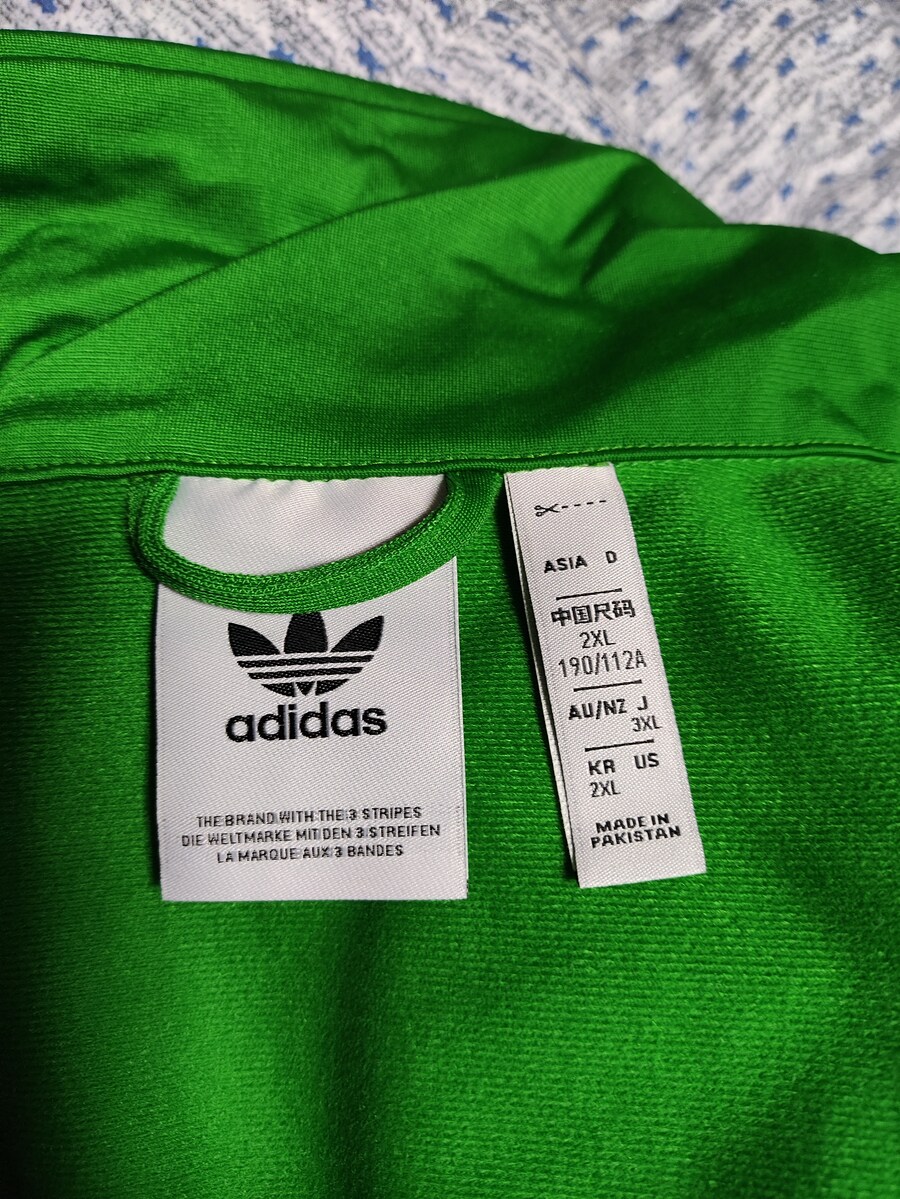 adidas
THE BRAND WITH THE 3 STRIPES
DIE WELTMARKE MIT DEN 3 STREIFEN
LA MARQUE AUX 3 BANDES
ASIA D
中国尺码
2XL
190/112A
AU/NZ J
3XL
KR US
2XL
MADE IN
PAKISTAN